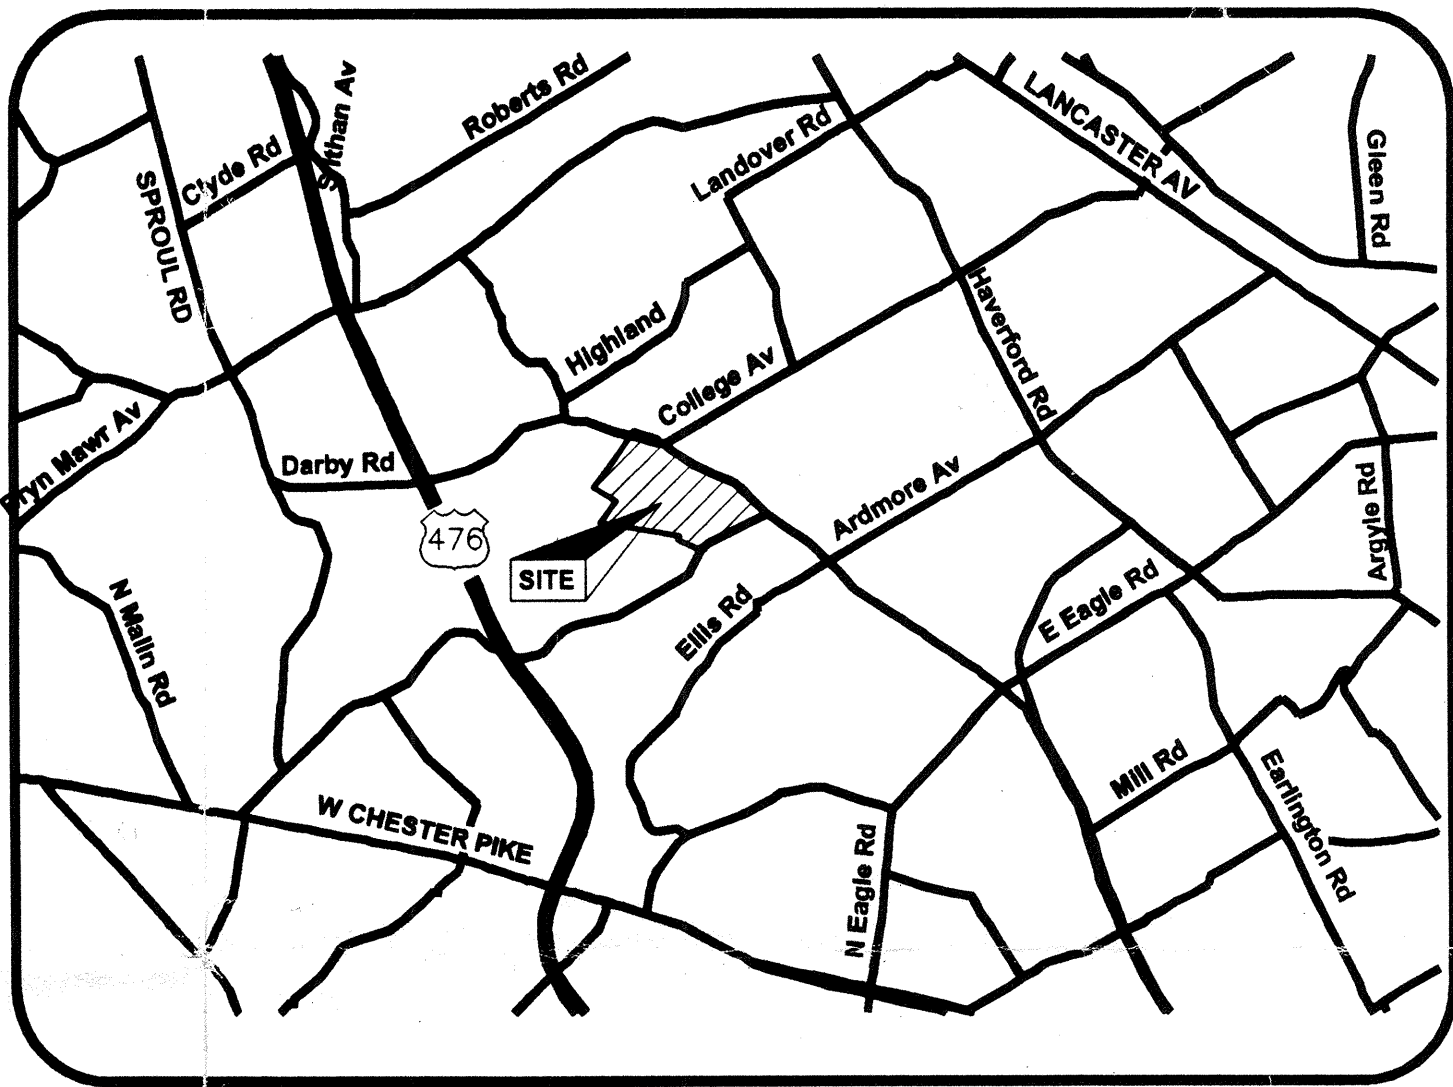 Roberts Rd
LANCASTER AV
Landover Rd
Clyde Rd
Gleen Rd
SPROUL RD
Highland
Haverford Rd
College Av
Mawr Av
Darby Rd
Ardmore Av
Argyle Rd
476
SITE
E Eagle Rd
Ellis Rd
N Malin Rd
Mill Rd
Earlington Rd
W CHESTER PIKE
N Eagle Rd
Av